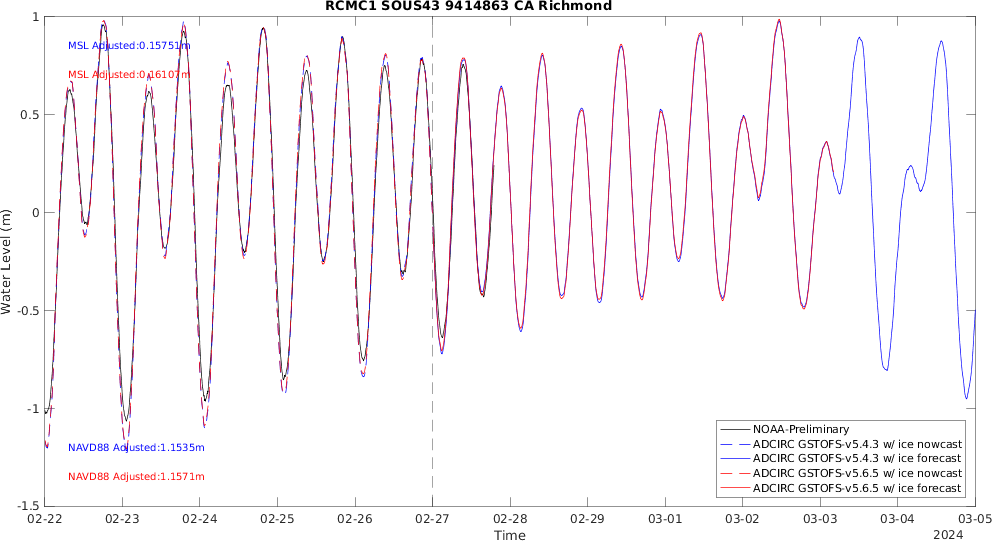 RCMC1 SOUS43 9414863 CA Richmond
Water Level (m)
1
0.5
0
-0.5
-1
-1.5
MSL Adjusted:0.15751m
MSL Adjusted:0.16107m
NAVD88 Adjusted:1.1535m
NAVD88 Adjusted:1.1571m
NOAA-Preliminary
ADCIRC GSTOFS-v5.4.3 w/ ice nowcast
ADCIRC GSTOFS-v5.4.3 w/ ice forecast
ADCIRC GSTOFS-v5.6.5 w/ ice nowcast
ADCIRC GSTOFS-v5.6.5 w/ ice forecast
02-22 02-23 02-24 02-25 02-26 02-27 02-28 02-29 03-01 03-02 03-03 03-04 03-05
Time
2024